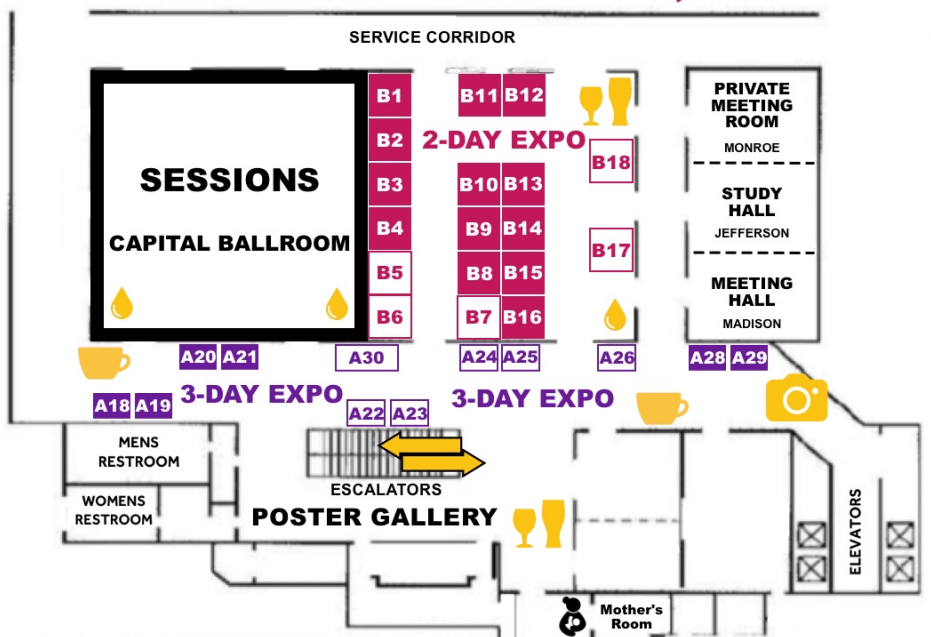 SERVICE CORRIDOR
B1
B11 B12
PRIVATE
MEETING
ROOM
MONROE
B2
2-DAY EXPO
B18
SESSIONS
B3
B10 B13
STUDY
HALL
JEFFERSON
CAPITAL BALLROOM
B4
B9 B14
B17
B5
B8 B15
MEETING
HALL
MADISON
B6
B7 B16
A20 A21
A30
A24 A25
A26
A28 A29
3-DAY EXPO
3-DAY EXPO
A18 A19
A22 A23
MENS
RESTROOM
ESCALATORS
WOMENS
RESTROOM
POSTER GALLERY
ELEVATORS
Mother's
Room